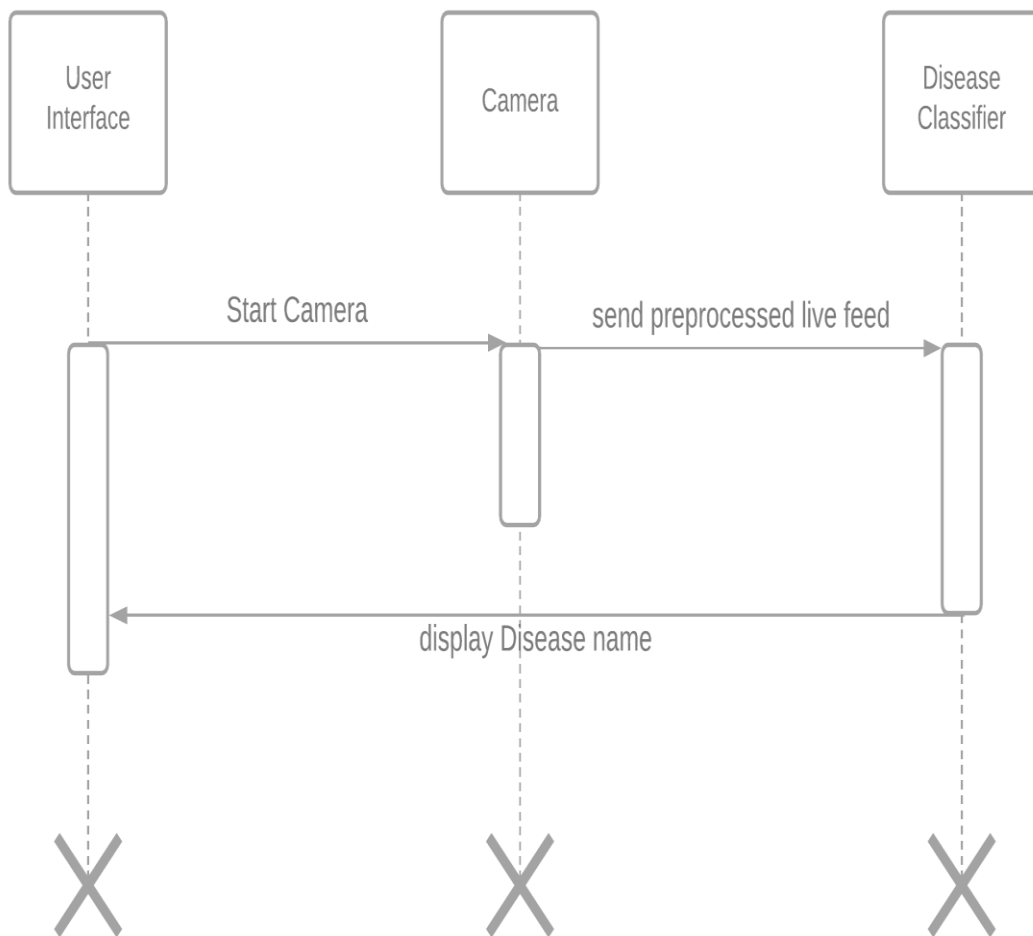 User
Interface
Camera
Disease
Classifier
Start Camera
send preprocessed live feed
display Disease name